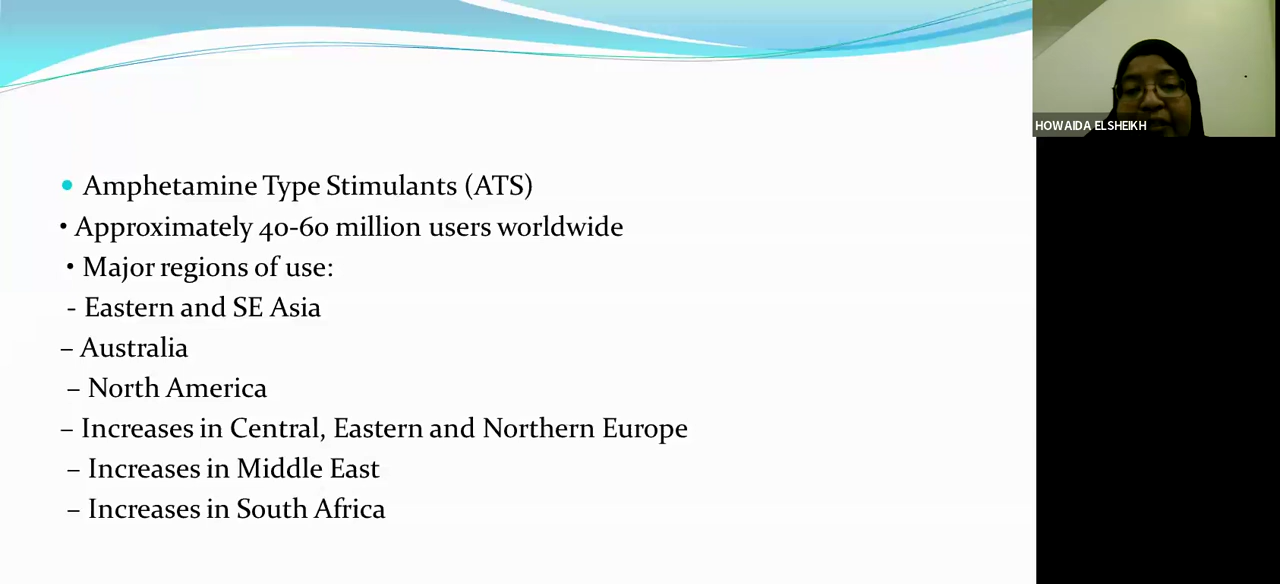 • Amphetamine Type Stimulants (ATS)
• Approximately 40-60 million users worldwide
• Major regions of use:
- Eastern and SE Asia
– Australia
– North America
– Increases in Central, Eastern and Northern Europe
– Increases in Middle East
– Increases in South Africa
HOWAIDA ELSHEIKH